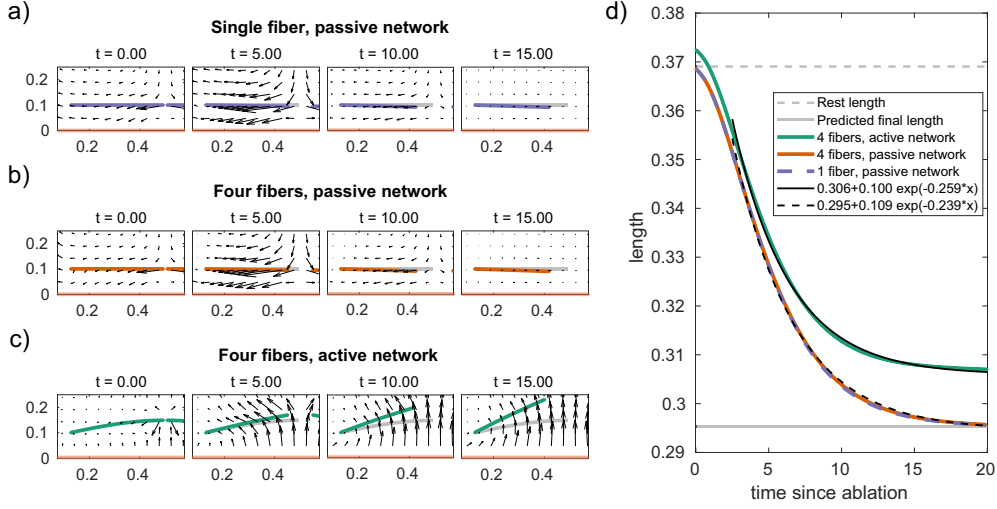 a)
Single fiber, passive network
t = 0.00 t = 5.00 t = 10.00 t = 15.00
0.2
0.1
0
0.2 0.4 0.2 0.4 0.2 0.4 0.2 0.4
b)
Four fibers, passive network
t = 0.00 t = 5.00 t = 10.00 t = 15.00
0.2
0.1
0
0.2 0.4 0.2 0.4 0.2 0.4 0.2 0.4
c)
Four fibers, active network
t = 0.00 t = 5.00 t = 10.00 t = 15.00
0.2
0.1
0
0.2 0.4 0.2 0.4 0.2 0.4 0.2 0.4
d)
0.38
0.37
0.36
0.35
0.34
0.33
0.32
0.31
0.3
0.29
length
Rest length
Predicted final length
4 fibers, active network
4 fibers, passive network
1 fiber, passive network
0.306+0.100 exp(-0.259*x)
0.295+0.109 exp(-0.239*x)
0 5 10 15 20
time since ablation